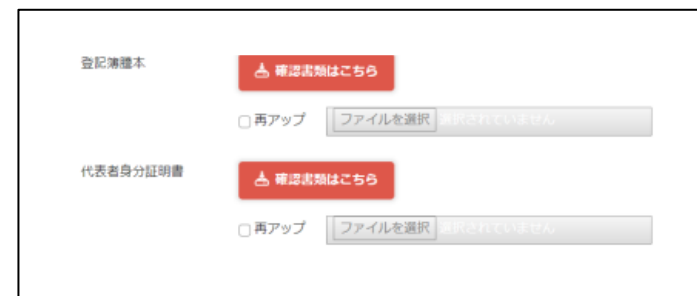 登記簿謄本
確認書類はこちら
再アップ ファイルを選択 選択されていません
代表者身分証明書
確認書類はこちら
再アップ ファイルを選択 選択されていません